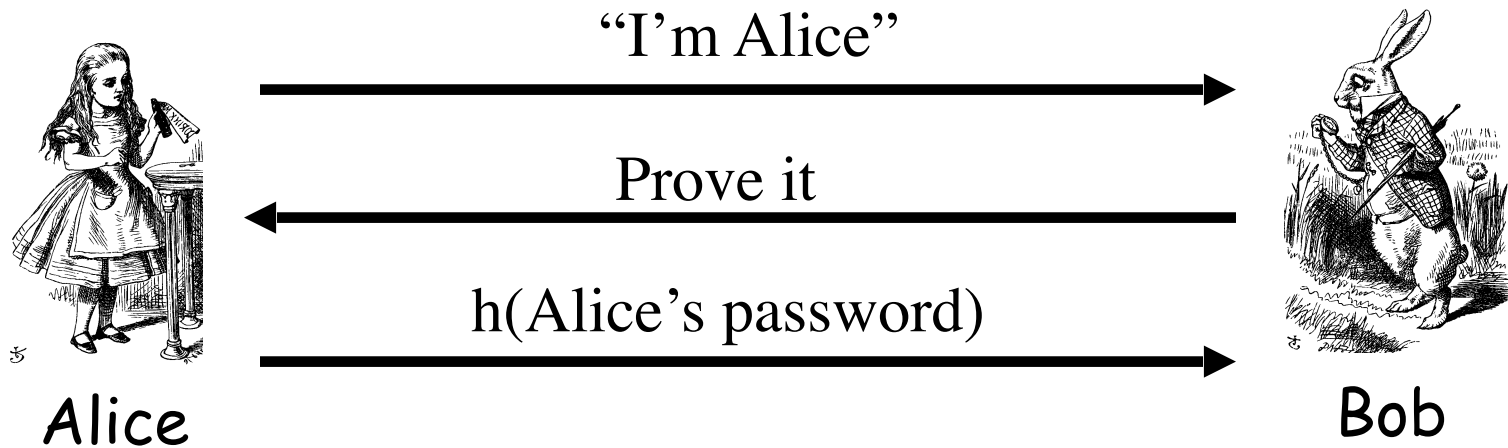 “I’m Alice”
Prove it
h(Alice’s password)
Alice
Bob